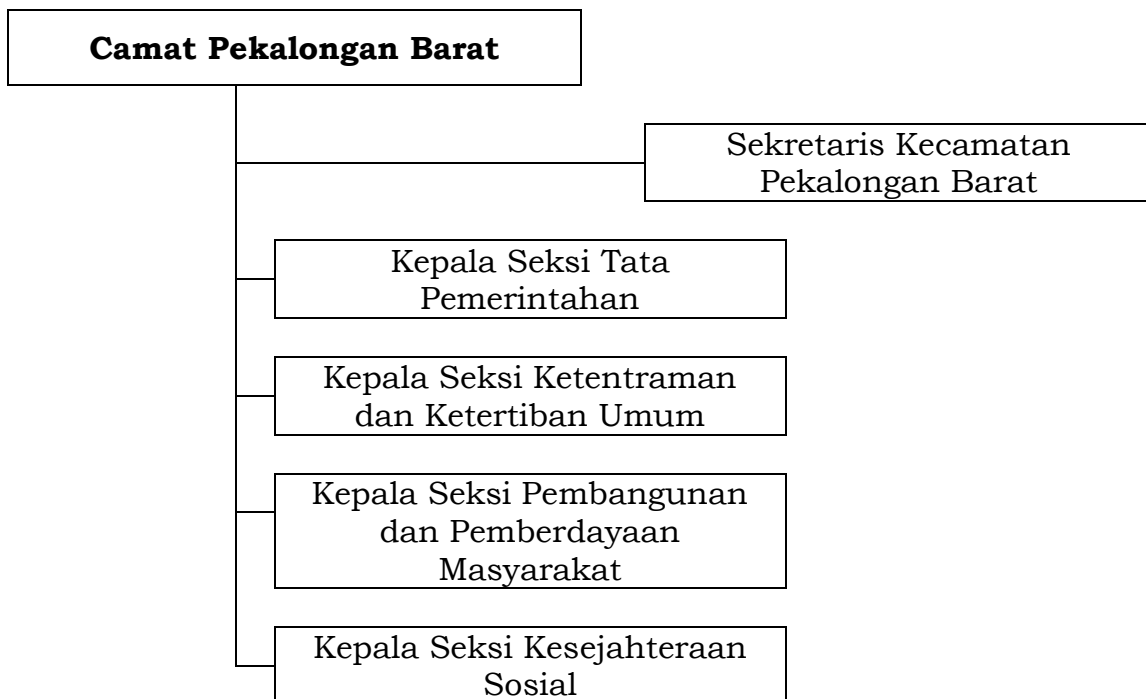 Camat Pekalongan Barat
Sekretaris Kecamatan
Pekalongan Barat
Kepala Seksi Tata
Pemerintahan
Kepala Seksi Ketentraman
dan Ketertiban Umum
Kepala Seksi Pembangunan
dan Pemberdayaan
Masyarakat
Kepala Seksi Kesejahteraan
Sosial